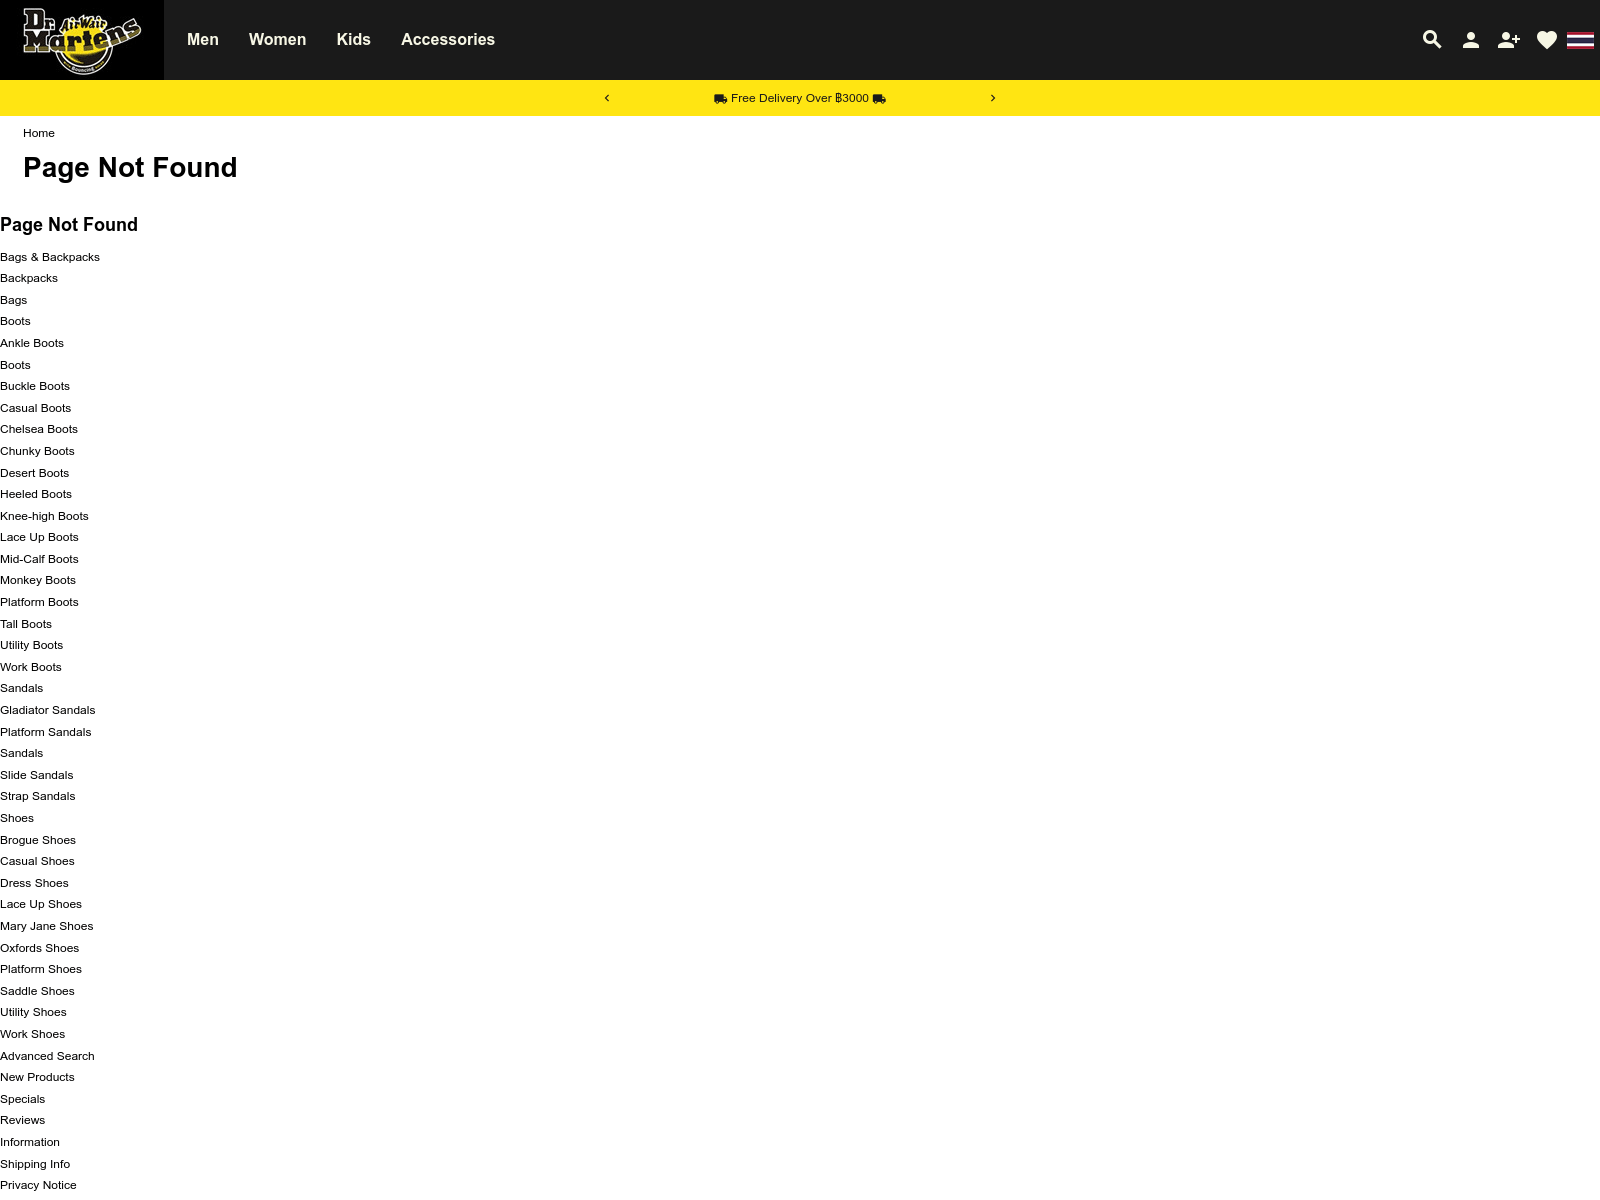 Dr. Martens
AirWair
Bouncing
Men
Women
Kids
Accessories
Free Delivery Over ฿3000
Home
Page Not Found
Page Not Found
Bags & Backpacks
Backpacks
Bags
Boots
Ankle Boots
Boots
Buckle Boots
Casual Boots
Chelsea Boots
Chunky Boots
Desert Boots
Heeled Boots
Knee-high Boots
Lace Up Boots
Mid-Calf Boots
Monkey Boots
Platform Boots
Tall Boots
Utility Boots
Work Boots
Sandals
Gladiator Sandals
Platform Sandals
Sandals
Slide Sandals
Strap Sandals
Shoes
Brogue Shoes
Casual Shoes
Dress Shoes
Lace Up Shoes
Mary Jane Shoes
Oxfords Shoes
Platform Shoes
Saddle Shoes
Utility Shoes
Work Shoes
Advanced Search
New Products
Specials
Reviews
Information
Shipping Info
Privacy Notice